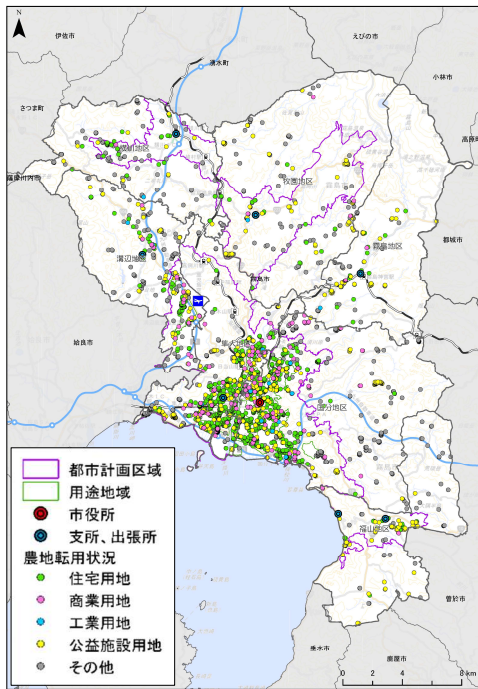 N
伊佐市
えびの市
湧水町
小林市
さつま町
高原町
横川地区
牧園地区
薩摩川内市
霧島地区
溝辺地区
都城市
霧島市
姶良市
隼人地区
国分地区
福山地区
都市計画区域
用途地域
市役所
支所、出張所
農地転用状況
住宅用地
商業用地
工業用地
公益施設用地
その他
曽於市
垂水市
鹿屋市
0 2 4 8 km